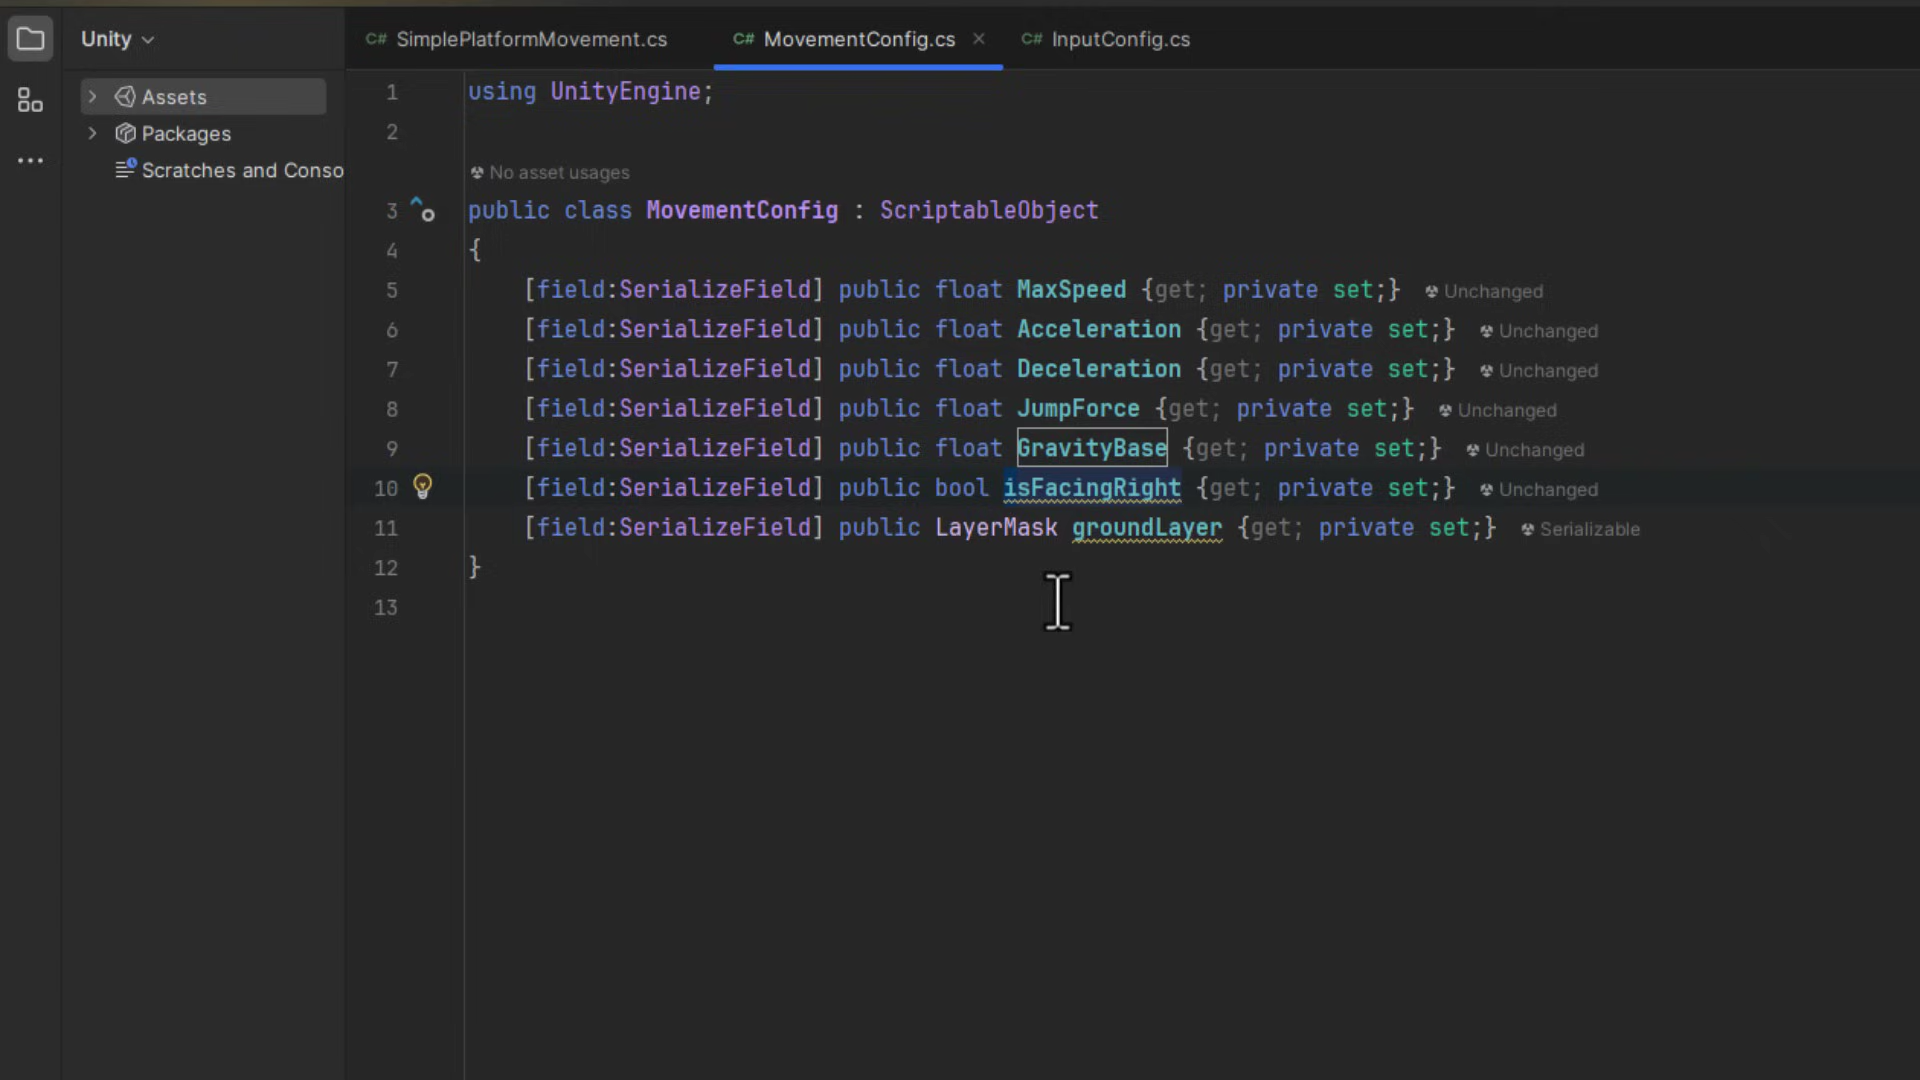 Unity
C# SimplePlatformMovement.cs
C# MovementConfig.cs
C# InputConfig.cs
Assets
Packages
Scratches and Conso
1 using UnityEngine;
2
No asset usages
3 public class MovementConfig : ScriptableObject
4 {
5 [field:SerializeField] public float MaxSpeed {get; private set;} Unchanged
6 [field:SerializeField] public float Acceleration {get; private set;} Unchanged
7 [field:SerializeField] public float Deceleration {get; private set;} Unchanged
8 [field:SerializeField] public float JumpForce {get; private set;} Unchanged
9 [field:SerializeField] public float GravityBase {get; private set;} Unchanged
10 [field:SerializeField] public bool isFacingRight {get; private set;} Unchanged
11 [field:SerializeField] public LayerMask groundLayer {get; private set;} Serializable
12 }
13